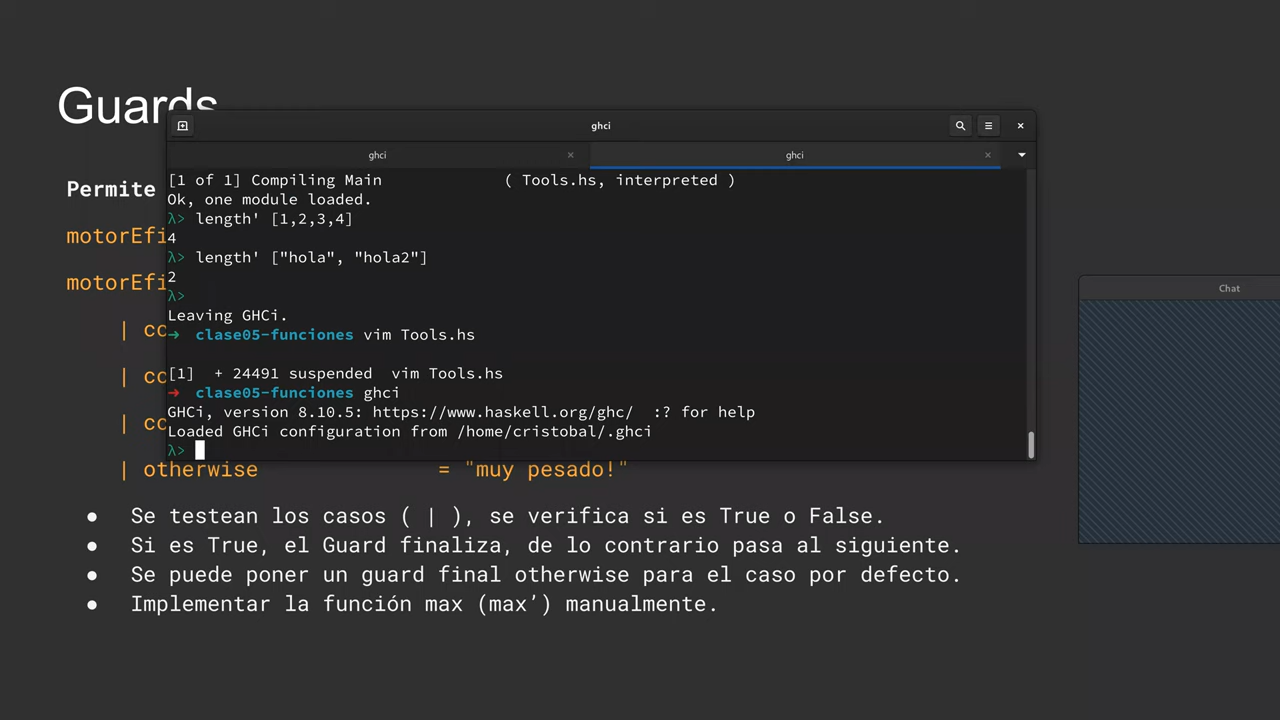 Guards
ghci
ghci
ghci
Permite
[1 of 1] Compiling Main ( Tools.hs, interpreted )
Ok, one module loaded.
λ> length' [1,2,3,4]
4
λ> length' ["hola", "hola2"]
2
λ>
Leaving GHCi.
➜ clase05-funciones vim Tools.hs
[1] + 24491 suspended vim Tools.hs
➜ clase05-funciones ghci
GHCi, version 8.10.5: https://www.haskell.org/ghc/ :? for help
Loaded GHCi configuration from /home/cristobal/.ghci
λ>
motorEfi
motorEfi
| co
| co
| co
| otherwise = "muy pesado!"
● Se testean los casos ( | ), se verifica si es True o False.
● Si es True, el Guard finaliza, de lo contrario pasa al siguiente.
● Se puede poner un guard final otherwise para el caso por defecto.
● Implementar la función max (max’) manualmente.
Chat